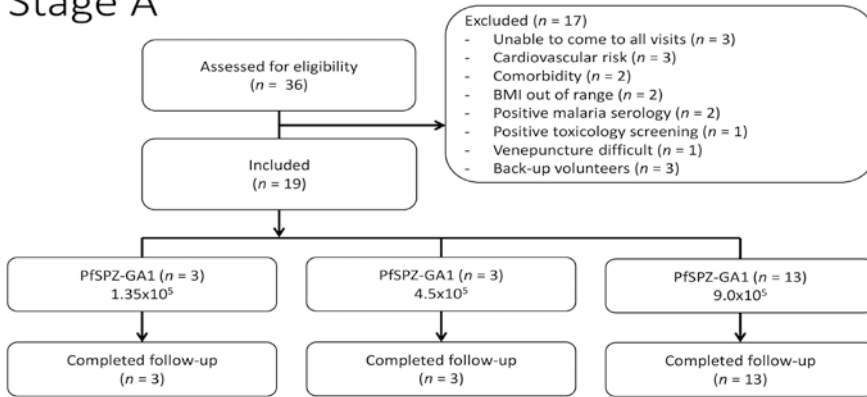 Stage A
Assessed for eligibility
(n = 36)
Excluded (n = 17)
- Unable to come to all visits (n = 3)
- Cardiovascular risk (n = 3)
- Comorbidity (n = 2)
- BMI out of range (n = 2)
- Positive malaria serology (n = 2)
- Positive toxicology screening (n = 1)
- Venepuncture difficult (n = 1)
- Back-up volunteers (n = 3)
Included
(n = 19)
PfSPZ-GA1 (n = 3)
1.35x10⁵
PfSPZ-GA1 (n = 3)
4.5x10⁵
PfSPZ-GA1 (n = 13)
9.0x10⁵
Completed follow-up
(n = 3)
Completed follow-up
(n = 3)
Completed follow-up
(n = 13)